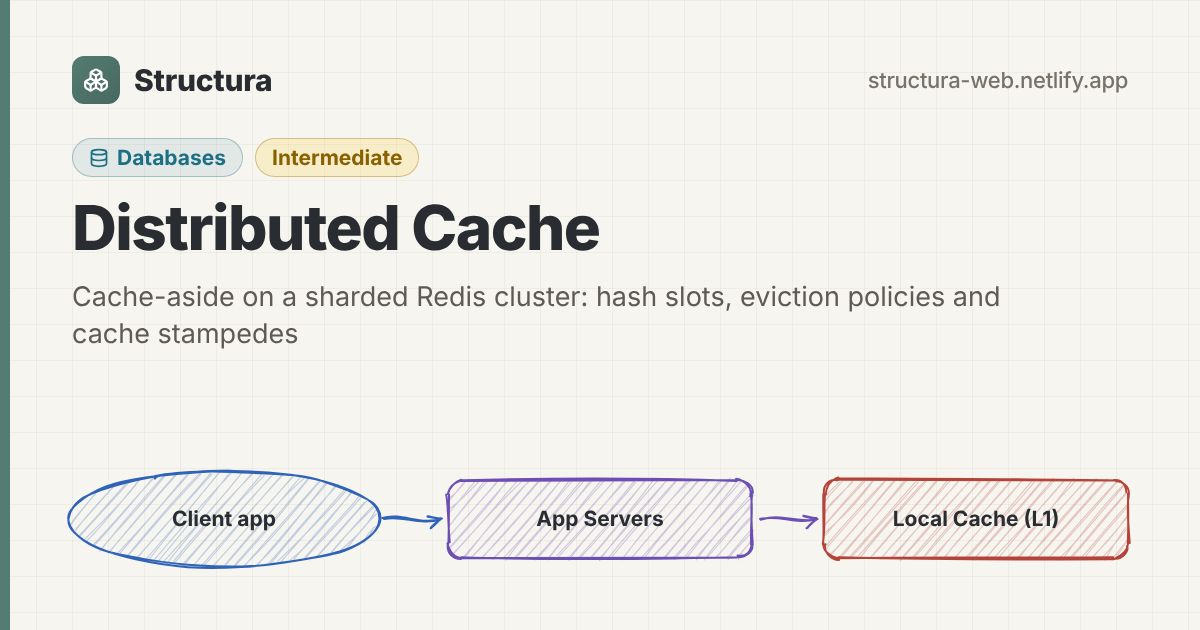 Structura
structura-web.netlify.app
Databases
Intermediate
Distributed Cache
Cache-aside on a sharded Redis cluster: hash slots, eviction policies and
cache stampedes
Client app
App Servers
Local Cache (L1)